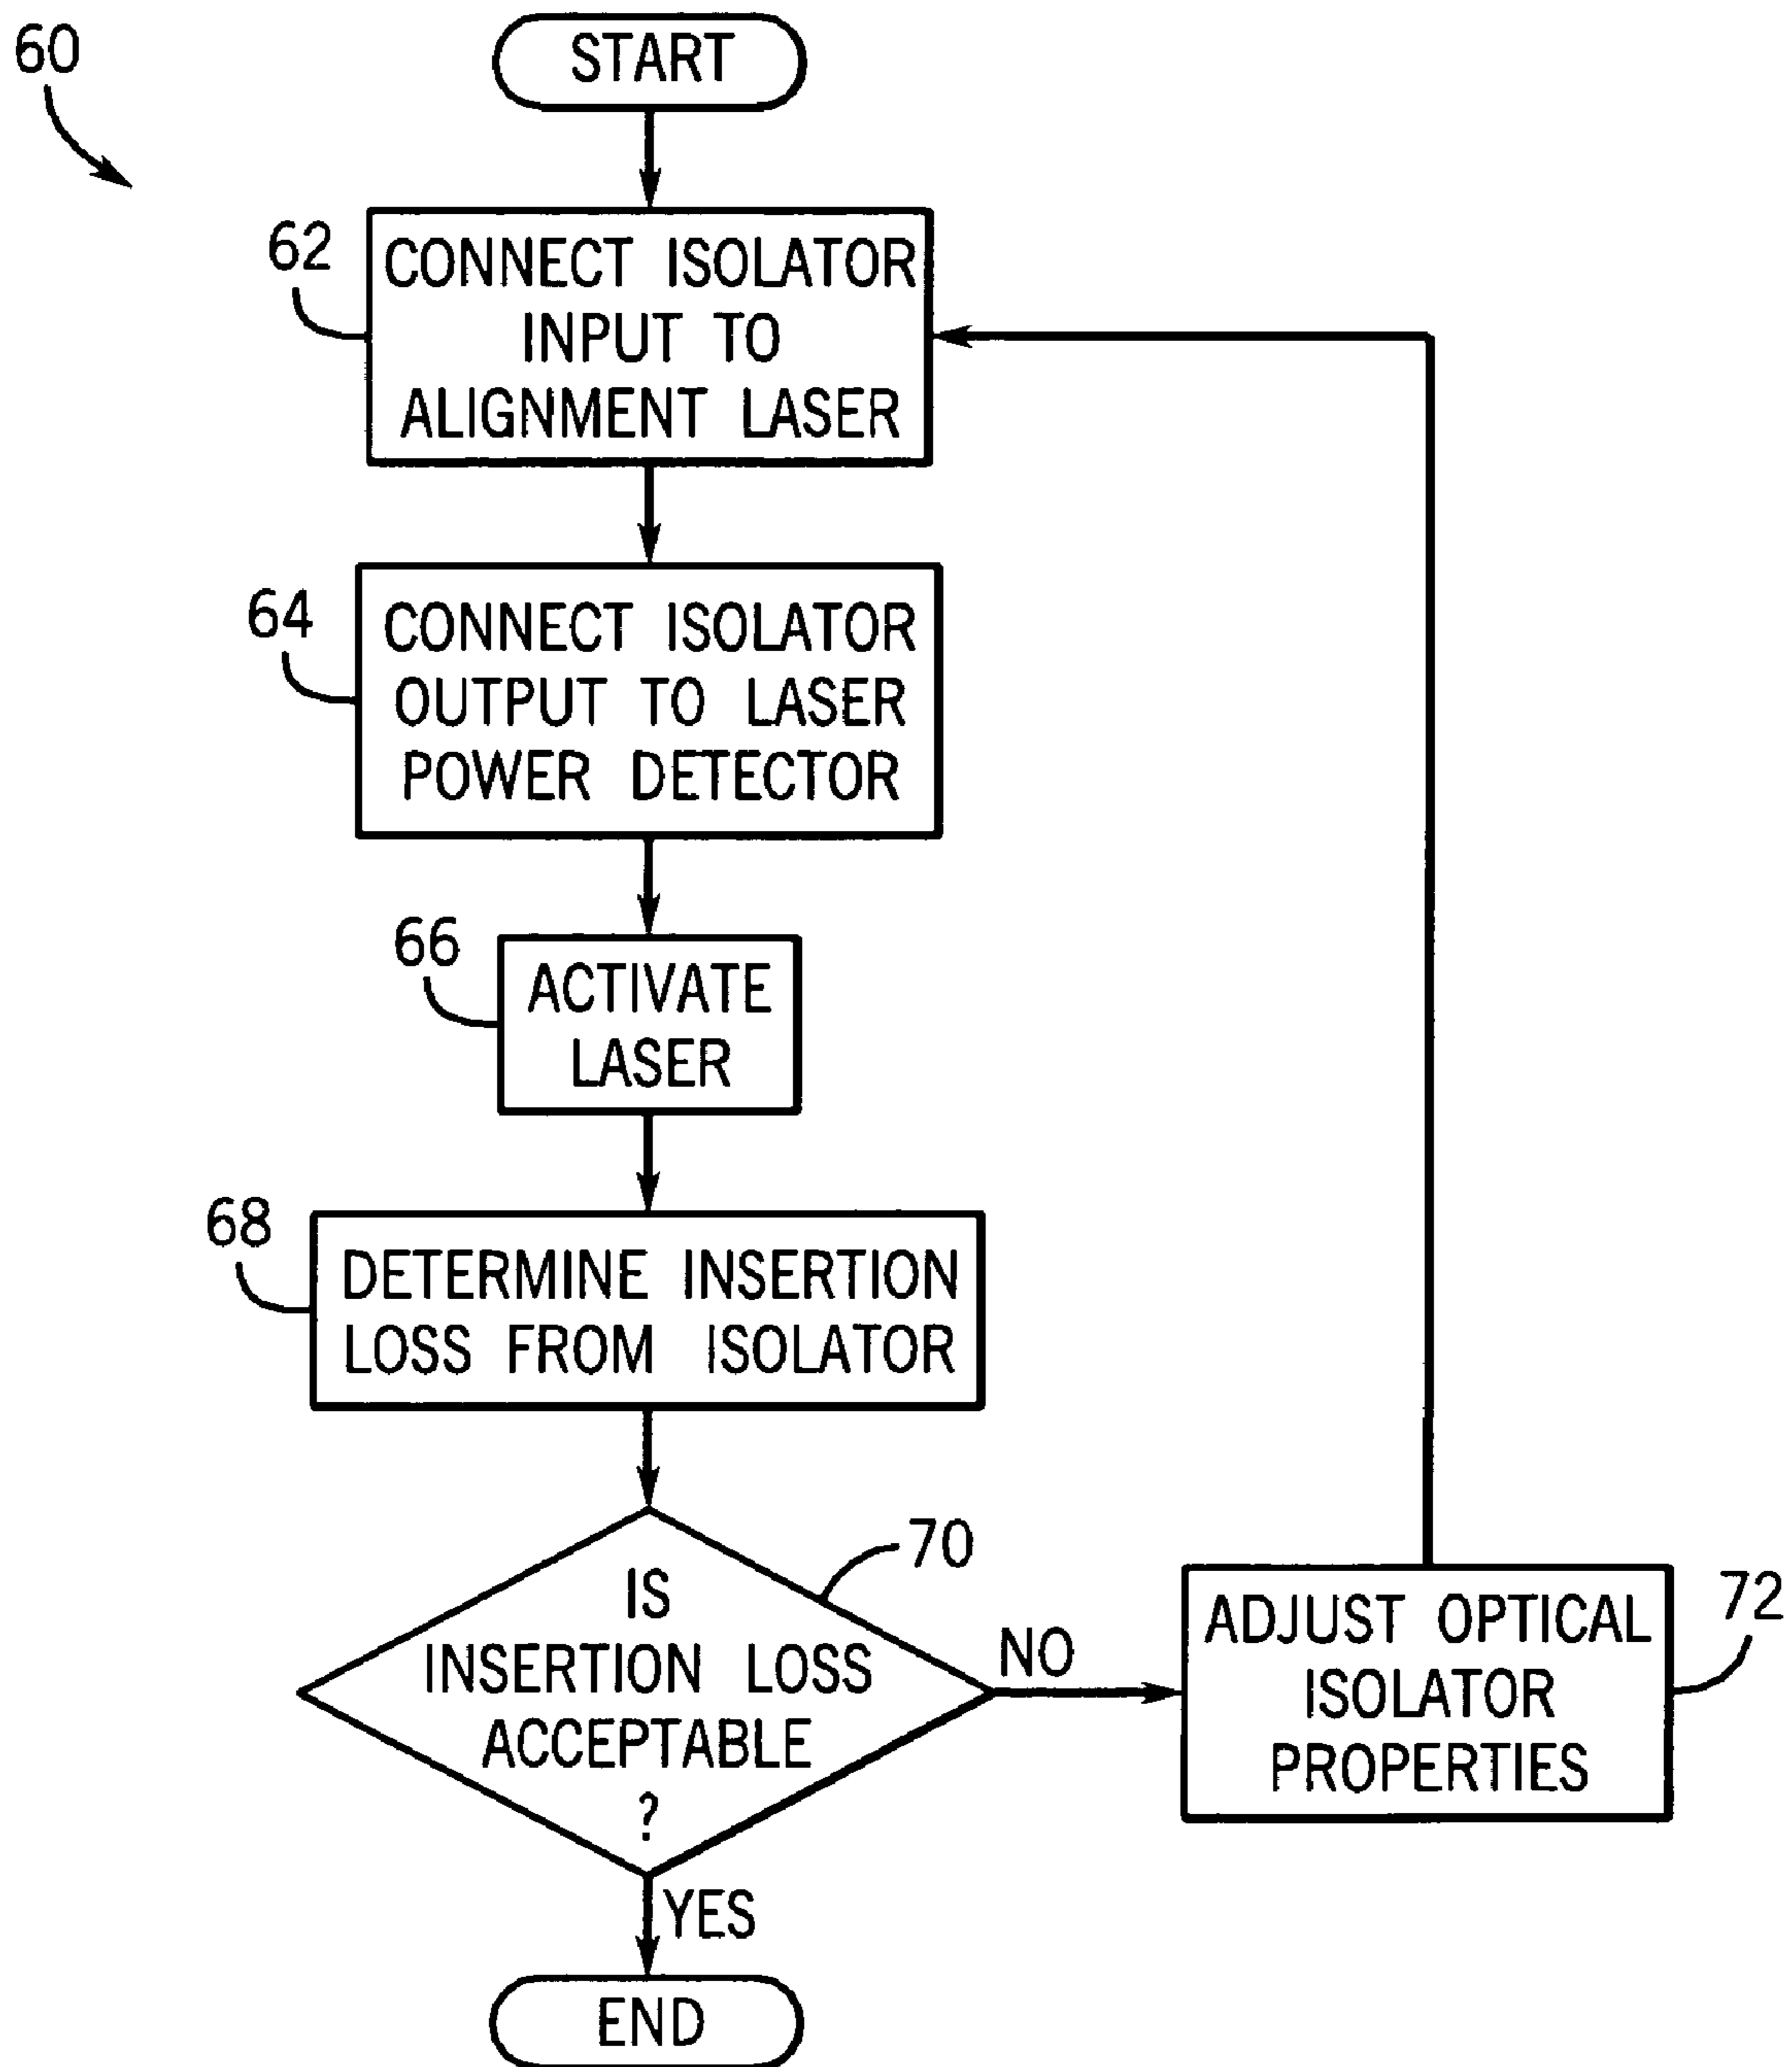 60
START
62
CONNECT ISOLATOR
INPUT TO
ALIGNMENT LASER
64
CONNECT ISOLATOR
OUTPUT TO LASER
POWER DETECTOR
66
ACTIVATE
LASER
68
DETERMINE INSERTION
LOSS FROM ISOLATOR
70
IS
INSERTION LOSS
ACCEPTABLE
?
NO
72
ADJUST OPTICAL
ISOLATOR
PROPERTIES
YES
END